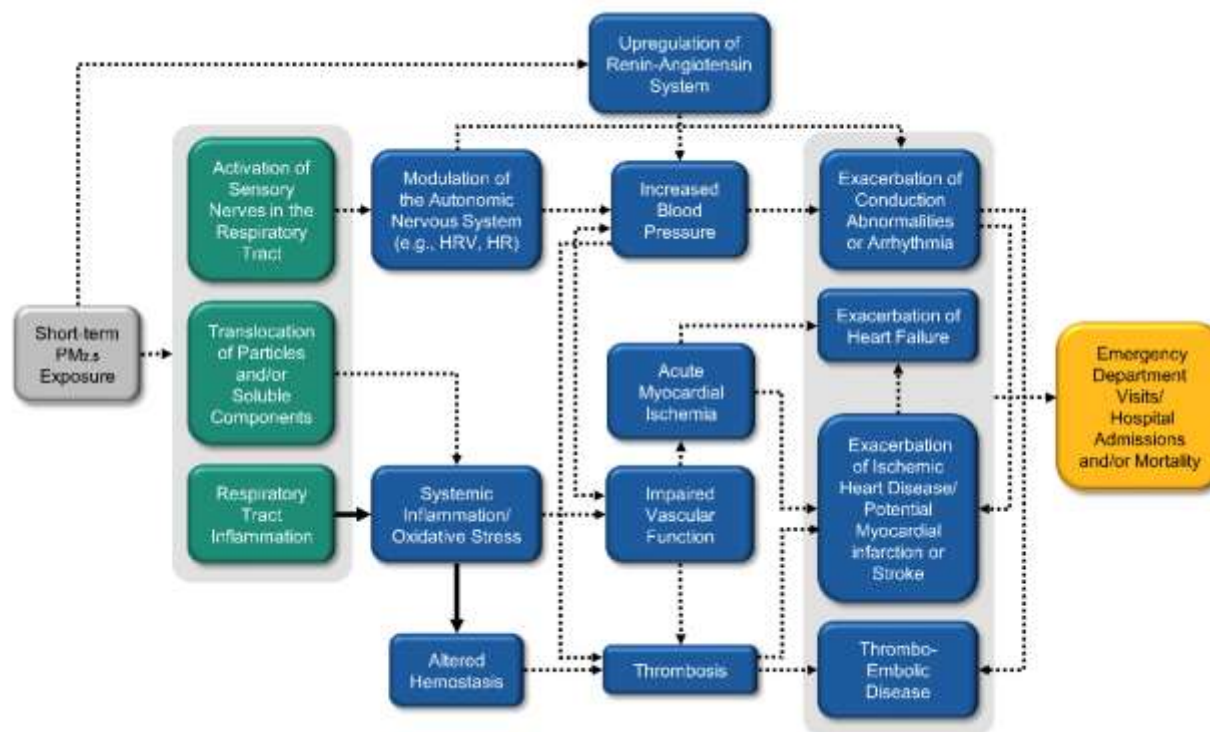 Upregulation of
Renin-Angiotensin
System
Activation of
Sensory
Nerves in the
Respiratory
Tract
Modulation of
the Autonomic
Nervous System
(e.g., HRV, HR)
Increased
Blood
Pressure
Exacerbation of
Conduction
Abnormalities
or Arrhythmia
Short-term
PM2.5
Exposure
Translocation
of Particles
and/or
Soluble
Components
Acute
Myocardial
Ischemia
Exacerbation of
Heart Failure
Emergency
Department
Visits/
Hospital
Admissions
and/or Mortality
Respiratory
Tract
Inflammation
Systemic
Inflammation/
Oxidative Stress
Impaired
Vascular
Function
Exacerbation
of Ischemic
Heart Disease/
Potential
Myocardial
infarction or
Stroke
Altered
Hemostasis
Thrombosis
Thrombo-
Embolic
Disease